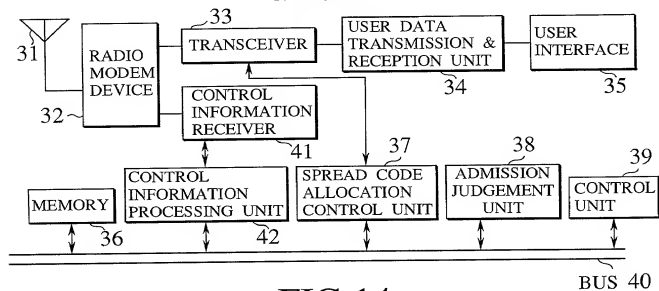 33
31
RADIO
MODEM
DEVICE
32
TRANSCEIVER
USER DATA
TRANSMISSION &
RECEPTION UNIT
34
USER
INTERFACE
35
CONTROL
INFORMATION
RECEIVER
41
37
38
39
MEMORY
36
CONTROL
INFORMATION
PROCESSING UNIT
42
SPREAD CODE
ALLOCATION
CONTROL UNIT
ADMISSION
JUDGEMENT
UNIT
CONTROL
UNIT
BUS 40